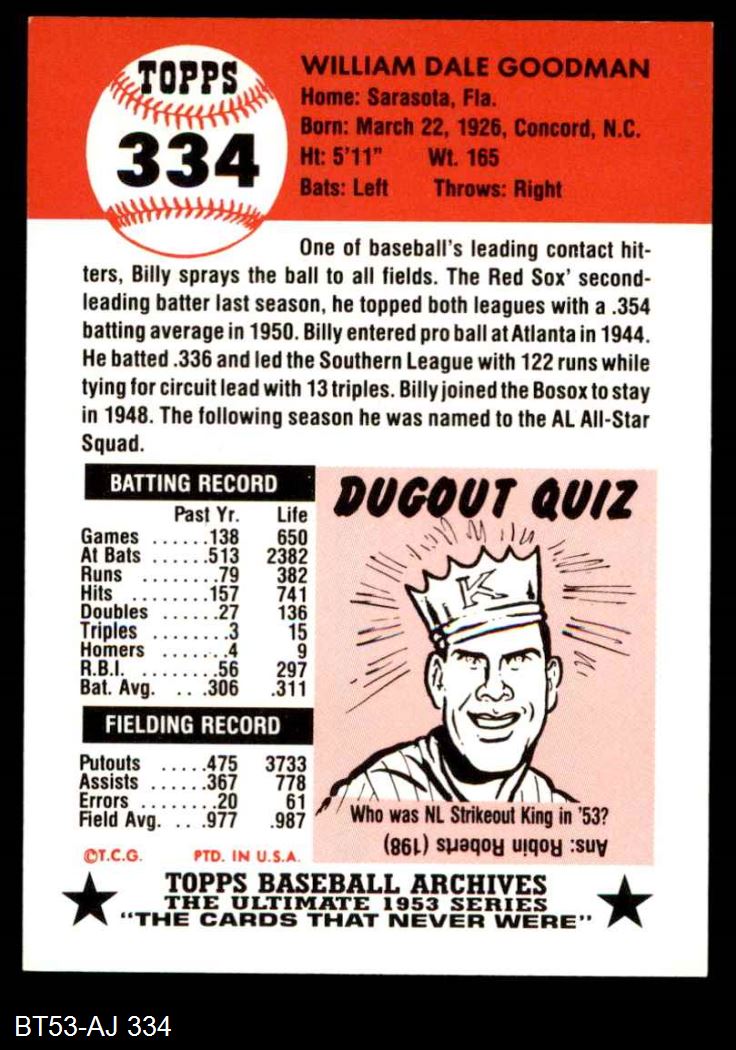 TOPPS
334
WILLIAM DALE GOODMAN
Home: Sarasota, Fla.
Born: March 22, 1926, Concord, N.C.
Ht: 5'11" Wt. 165
Bats: Left Throws: Right
One of baseball's leading contact hit-
ters, Billy sprays the ball to all fields. The Red Sox' second-
leading batter last season, he topped both leagues with a .354
batting average in 1950. Billy entered pro ball at Atlanta in 1944.
He batted .336 and led the Southern League with 122 runs while
tying for circuit lead with 13 triples. Billy joined the Bosox to stay
in 1948. The following season he was named to the AL All-Star
Squad.
BATTING RECORD
Past Yr. Life
Games ......138 650
At Bats ......513 2382
Runs .......79 382
Hits .......157 741
Doubles ......27 136
Triples .......3 15
Homers .......4 9
R.B.I. .......56 297
Bat. Avg. ...306 .311
FIELDING RECORD
Putouts .....475 3733
Assists .....367 778
Errors ........20 61
Field Avg. ...977 .987
©T.C.G. PTD. IN U.S.A.
DUGOUT QUIZ
K
Who was NL Strikeout King in '53?
Ans: Robin Roberts (198)
TOPPS BASEBALL ARCHIVES
THE ULTIMATE 1953 SERIES
"THE CARDS THAT NEVER WERE"
BT53-AJ 334